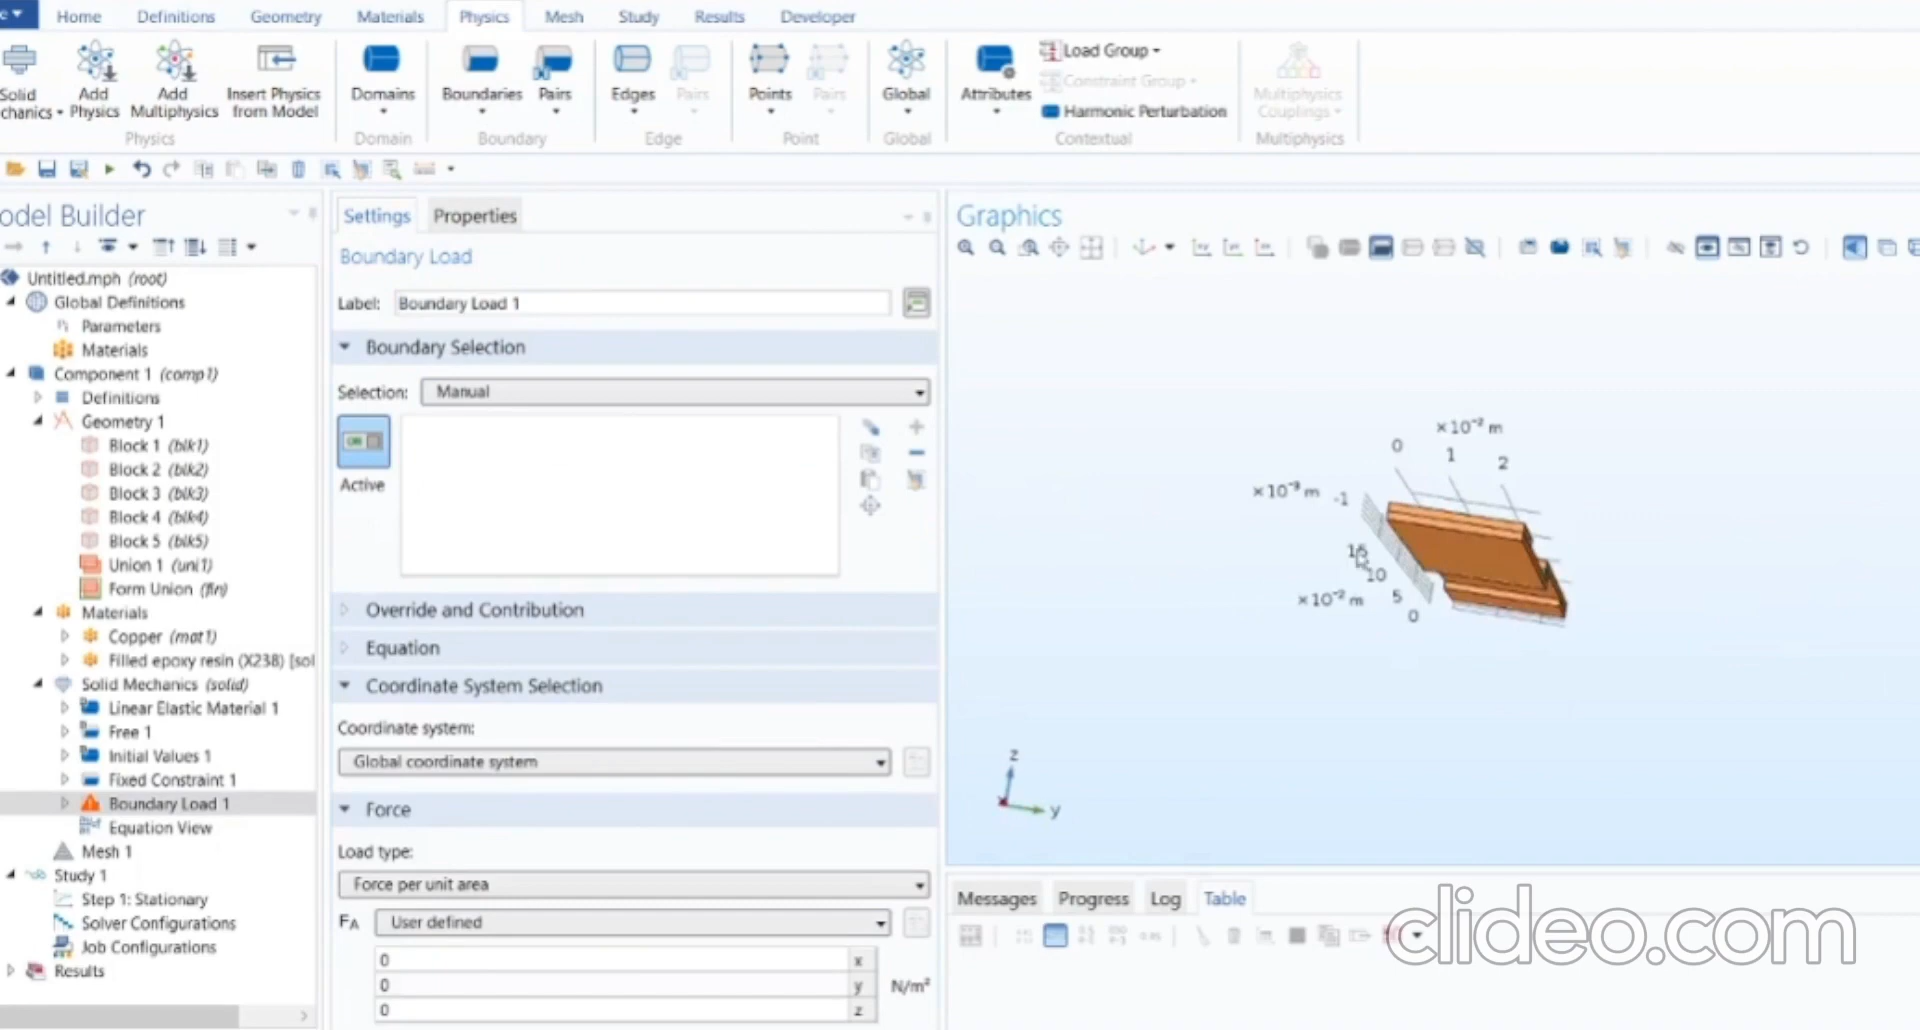 Home Definitions Geometry Materials Physics Mesh Study Results Developer
Solid Add Add Insert Physics Domains Boundaries Pairs Edges Pairs Points Pairs Global Attributes Load Group Multiphysics
chanics Physics Multiphysics from Model Constraint Group Couplings
Harmonic Perturbation
Physics Domain Boundary Edge Point Global Contextual Multiphysics
odel Builder
Untitled.mph (root)
Global Definitions
Parameters
Materials
Component 1 (comp1)
Definitions
Geometry 1
Block 1 (blk1)
Block 2 (blk2)
Block 3 (blk3)
Block 4 (blk4)
Block 5 (blk5)
Union 1 (uni1)
Form Union (fin)
Materials
Copper (mat1)
Filled epoxy resin (X238) [sol
Solid Mechanics (solid)
Linear Elastic Material 1
Free 1
Initial Values 1
Fixed Constraint 1
Boundary Load 1
Equation View
Mesh 1
Study 1
Step 1: Stationary
Solver Configurations
Job Configurations
Results
Settings Properties
Boundary Load
Label: Boundary Load 1
Boundary Selection
Selection: Manual
Active
Override and Contribution
Equation
Coordinate System Selection
Coordinate system:
Global coordinate system
Force
Load type:
Force per unit area
FA User defined
0 x
0 y N/m²
0 z
Graphics
×10⁻² m
0 1 2
×10⁻³ m -1
15
10
×10⁻² m 5
0
z
y
Messages Progress Log Table
clideo.com